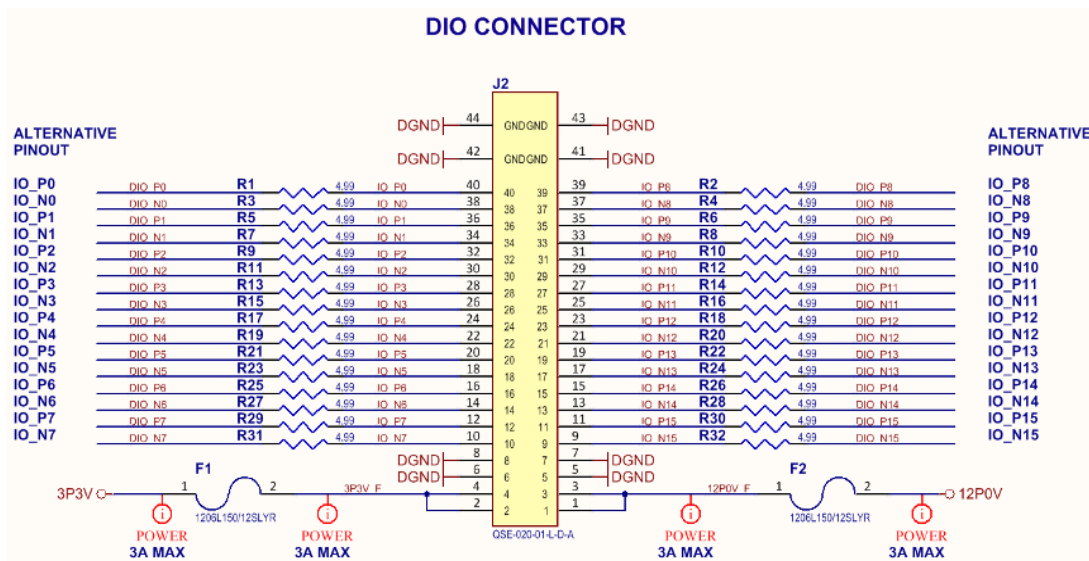 DIO CONNECTOR
J2
44 GNDGND 43
DGND DGND
42 GNDGND 41
DGND DGND
ALTERNATIVE
PINOUT
ALTERNATIVE
PINOUT
IO_P0 DIO_P0 R1 4.99 IO_P0 40 40 39 39 IO_P8 R2 4.99 DIO_P8 IO_P8
IO_N0 DIO_N0 R3 4.99 IO_N0 38 38 37 37 IO_N8 R4 4.99 DIO_N8 IO_N8
IO_P1 DIO_P1 R5 4.99 IO_P1 36 36 35 35 IO_P9 R6 4.99 DIO_P9 IO_P9
IO_N1 DIO_N1 R7 4.99 IO_N1 34 34 33 33 IO_N9 R8 4.99 DIO_N9 IO_N9
IO_P2 DIO_P2 R9 4.99 IO_P2 32 32 31 31 IO_P10 R10 4.99 DIO_P10 IO_P10
IO_N2 DIO_N2 R11 4.99 IO_N2 30 30 29 29 IO_N10 R12 4.99 DIO_N10 IO_N10
IO_P3 DIO_P3 R13 4.99 IO_P3 28 28 27 27 IO_P11 R14 4.99 DIO_P11 IO_P11
IO_N3 DIO_N3 R15 4.99 IO_N3 26 26 25 25 IO_N11 R16 4.99 DIO_N11 IO_N11
IO_P4 DIO_P4 R17 4.99 IO_P4 24 24 23 23 IO_P12 R18 4.99 DIO_P12 IO_P12
IO_N4 DIO_N4 R19 4.99 IO_N4 22 22 21 21 IO_N12 R20 4.99 DIO_N12 IO_N12
IO_P5 DIO_P5 R21 4.99 IO_P5 20 20 19 19 IO_P13 R22 4.99 DIO_P13 IO_P13
IO_N5 DIO_N5 R23 4.99 IO_N5 18 18 17 17 IO_N13 R24 4.99 DIO_N13 IO_N13
IO_P6 DIO_P6 R25 4.99 IO_P6 16 16 15 15 IO_P14 R26 4.99 DIO_P14 IO_P14
IO_N6 DIO_N6 R27 4.99 IO_N6 14 14 13 13 IO_N14 R28 4.99 DIO_N14 IO_N14
IO_P7 DIO_P7 R29 4.99 IO_P7 12 12 11 11 IO_P15 R30 4.99 DIO_P15 IO_P15
IO_N7 DIO_N7 R31 4.99 IO_N7 10 10 9 9 IO_N15 R32 4.99 DIO_N15 IO_N15
DGND 8 8 7 7 DGND
F1 DGND 6 6 5 5 DGND F2
3P3V 1 2 3P3V_F 4 4 3 3 12P0V_F 1 2 12P0V
2 2 1 1
1206L150/12SLYR 1206L150/12SLYR
QSE-020-01-L-D-A
POWER POWER POWER POWER
3A MAX 3A MAX 3A MAX 3A MAX